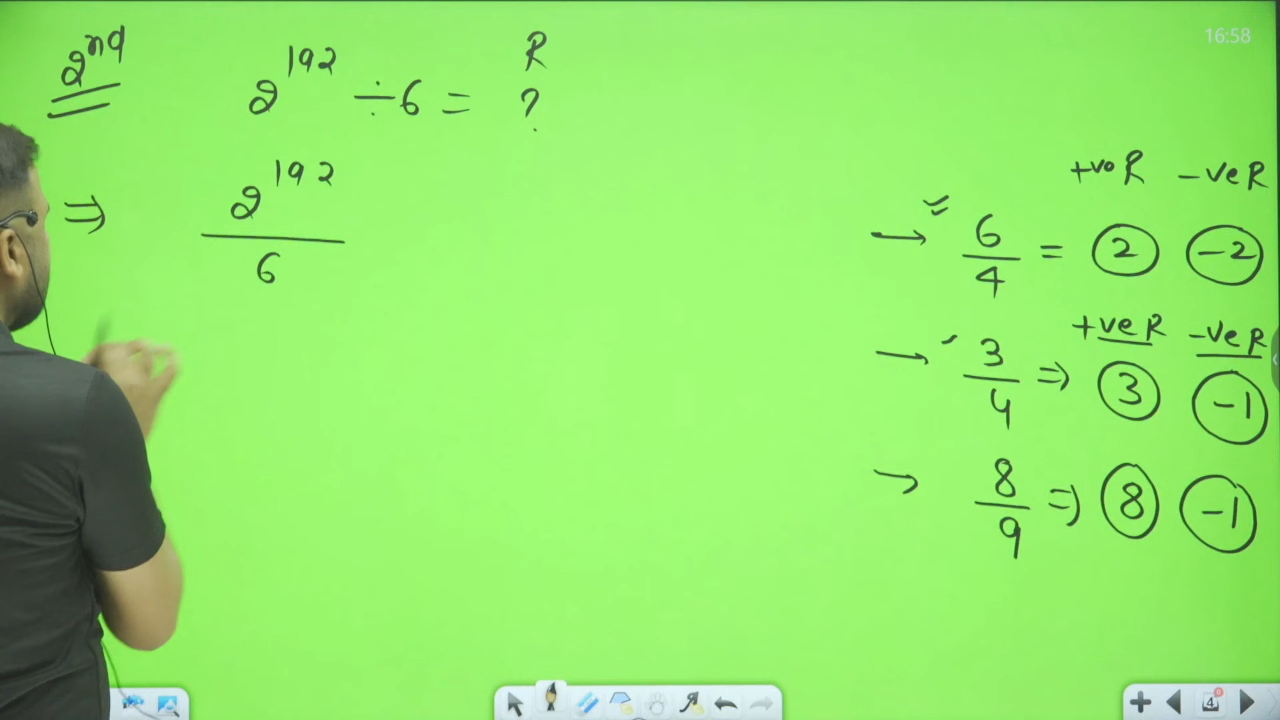 16:58
2nd 2^192 ÷ 6 = R ?
⇒ 2^192 / 6
+ve R -ve R
→ 6/4 = 2 -2
+ve R -ve R
→ 3/4 ⇒ 3 -1
→ 8/9 ⇒ 8 -1
4